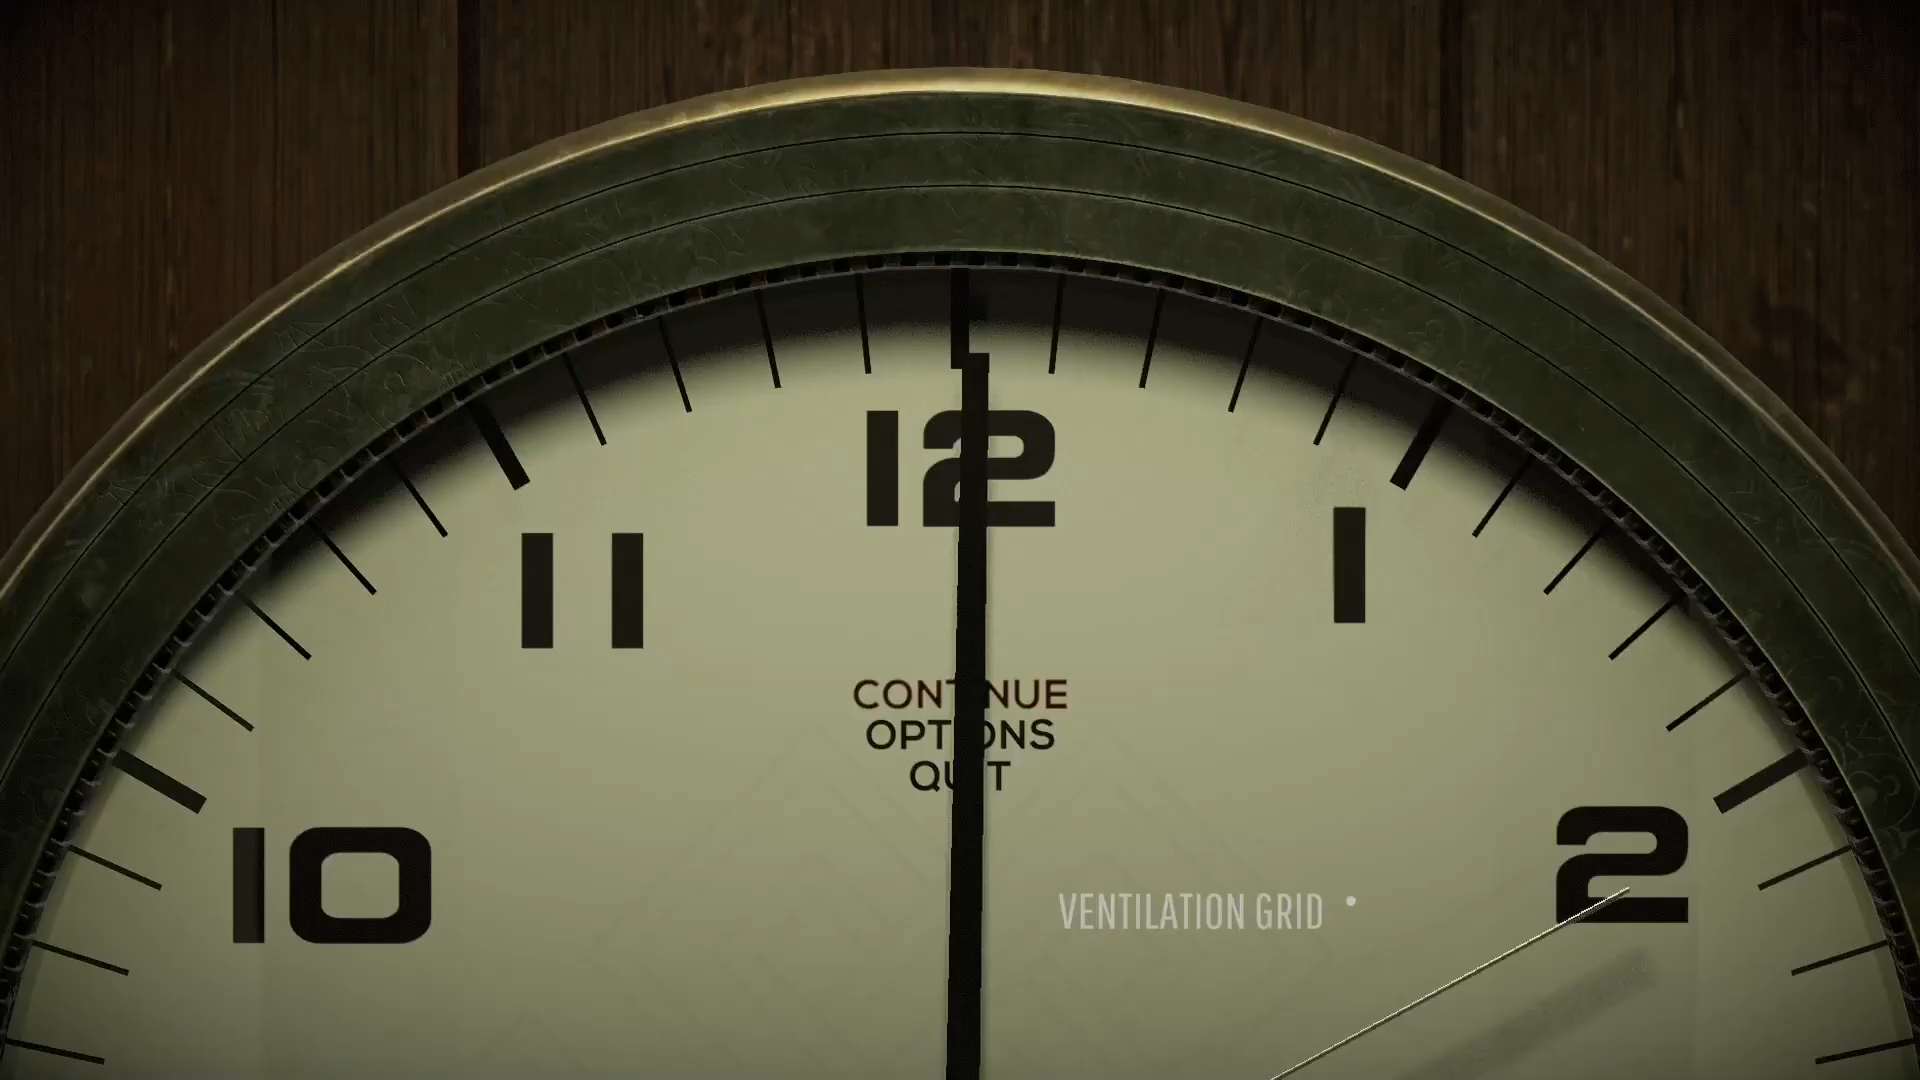 12
11
1
CONTINUE
OPTIONS
QUIT
10
2
VENTILATION GRID